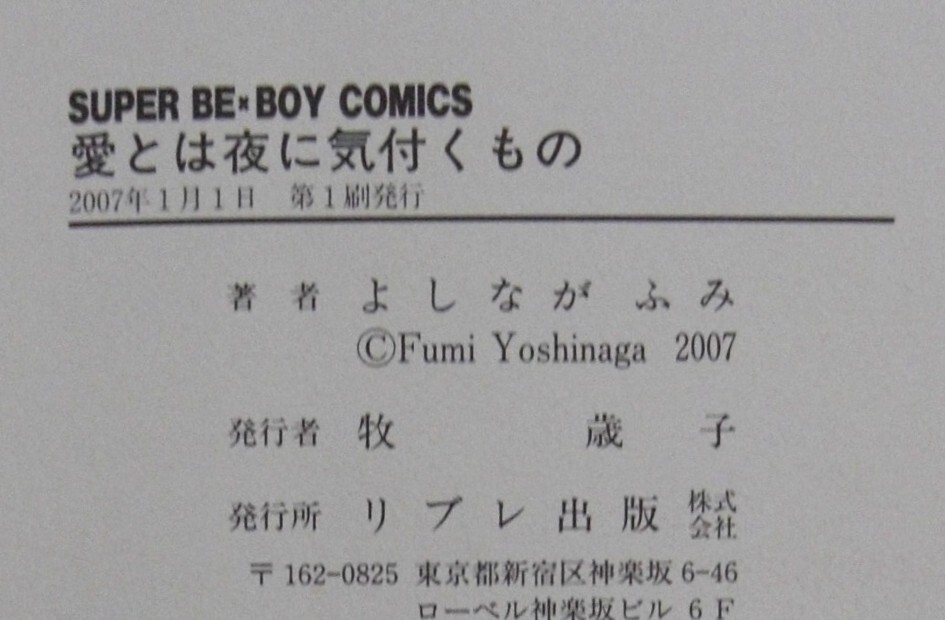 SUPER BE×BOY COMICS
愛とは夜に気付くもの
2007年1月1日 第1刷発行
著者 よしながふみ
©Fumi Yoshinaga 2007
発行者 牧 歳子
発行所 リブレ出版 株式会社
〒162-0825 東京都新宿区神楽坂6-46
ローベル神楽坂ビル 6F